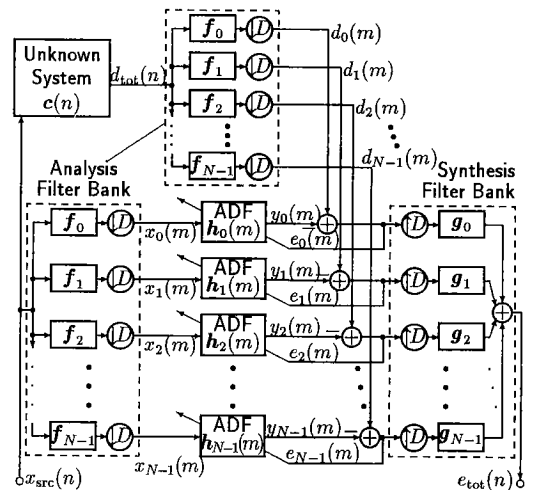 Unknown
System
c(n)
d_tot(n)
f_0
↓D
d_0(m)
f_1
↓D
d_1(m)
f_2
↓D
d_2(m)
f_{N-1}
↓D
d_{N-1}(m)
Analysis
Filter Bank
Synthesis
Filter Bank
f_0
↓D
x_0(m)
ADF
h_0(m)
y_0(m)
−
e_0(m)
↑D
g_0
f_1
↓D
x_1(m)
ADF
h_1(m)
y_1(m)
−
e_1(m)
↑D
g_1
f_2
↓D
x_2(m)
ADF
h_2(m)
y_2(m)
−
e_2(m)
↑D
g_2
f_{N-1}
↓D
x_{N-1}(m)
ADF
h_{N-1}(m)
y_{N-1}(m)
−
e_{N-1}(m)
↑D
g_{N-1}
x_src(n)
e_tot(n)